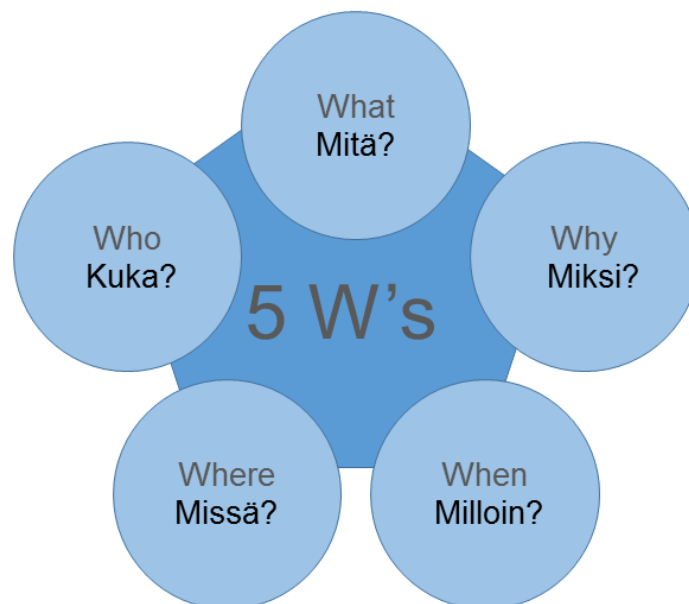 What
Mitä?
Who
Kuka?
Why
Miksi?
5 W's
Where
Missä?
When
Milloin?